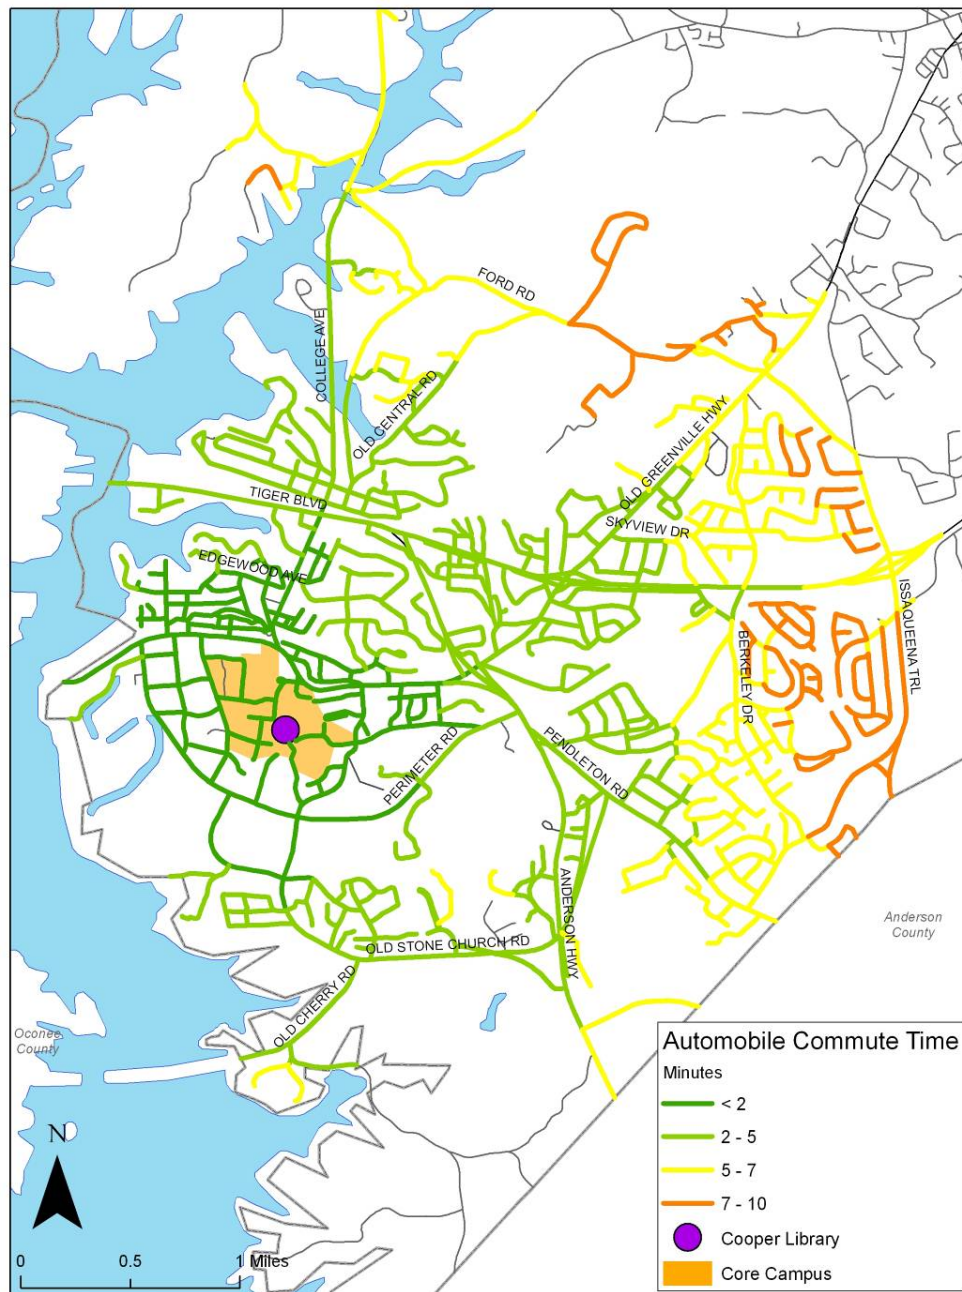 FORD RD
COLLEGE AVE
OLD CENTRAL RD
OLD GREENVILLE HWY
TIGER BLVD
SKYVIEW DR
EDGEWOOD AVE
ISSAQUEENA TRL
BERKELEY DR
PERIMETER RD
PENDLETON RD
ANDERSON HWY
Anderson
County
OLD STONE CHURCH RD
OLD CHERRY RD
Oconee
County
Automobile Commute Time
Minutes
< 2
2 - 5
5 - 7
7 - 10
Cooper Library
Core Campus
N
0 0.5 1 Miles